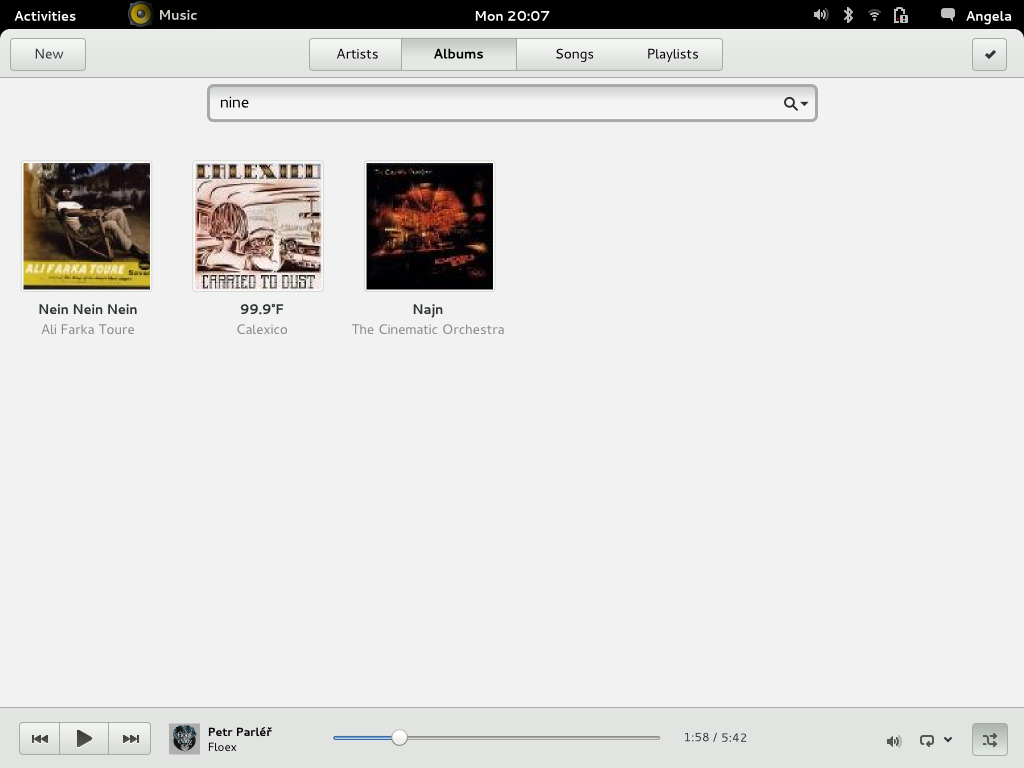 Activities Music Mon 20:07 Angela
New Artists Albums Songs Playlists
nine
CALEXICO
ALI FARKA TOURE
CARRIED TO DUST
Nein Nein Nein 99.9°F Najn
Ali Farka Toure Calexico The Cinematic Orchestra
Petr Parléř
Floex
1:58 / 5:42